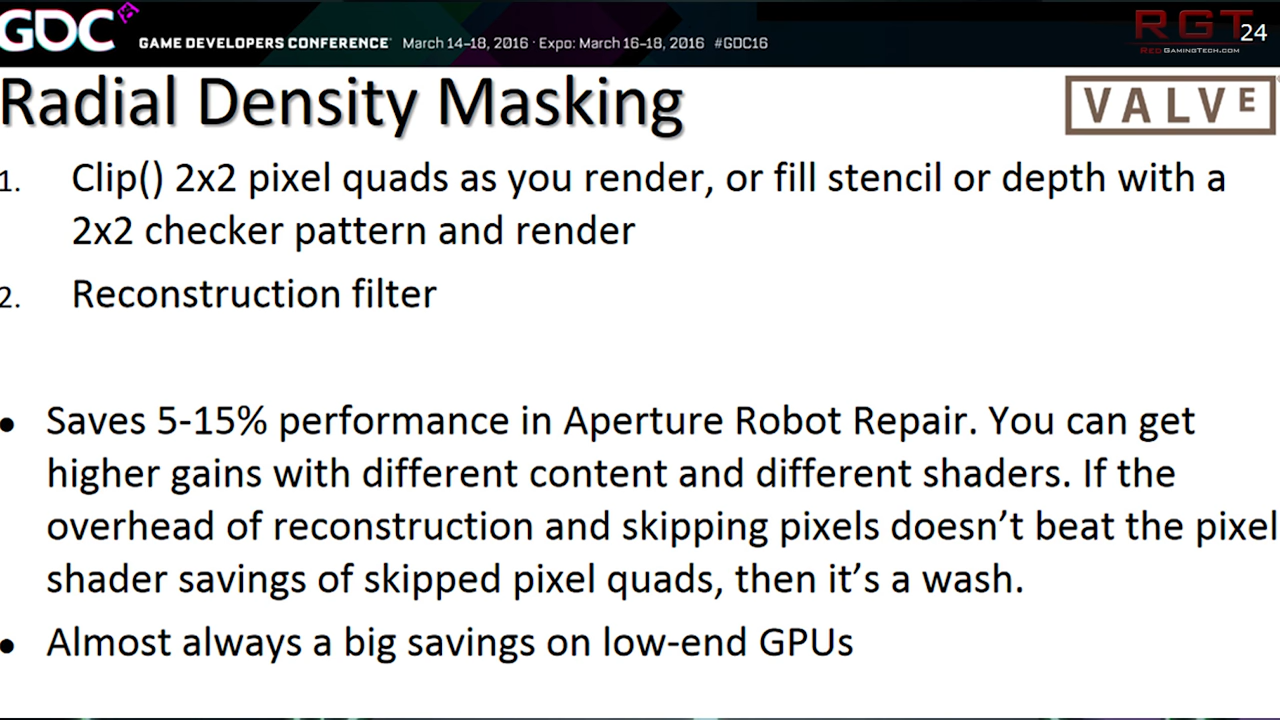 GDC
GAME DEVELOPERS CONFERENCE® March 14–18, 2016 · Expo: March 16–18, 2016 #GDC16
RGT
REDGAMINGTECH.COM
24
Radial Density Masking
VALVE
1. Clip() 2x2 pixel quads as you render, or fill stencil or depth with a
2x2 checker pattern and render
2. Reconstruction filter
• Saves 5-15% performance in Aperture Robot Repair. You can get
higher gains with different content and different shaders. If the
overhead of reconstruction and skipping pixels doesn’t beat the pixel
shader savings of skipped pixel quads, then it’s a wash.
• Almost always a big savings on low-end GPUs